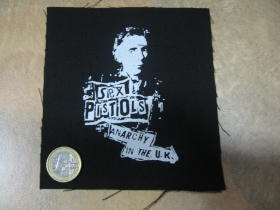 SEX
PISTOLS
ANARCHY
IN THE U.K.